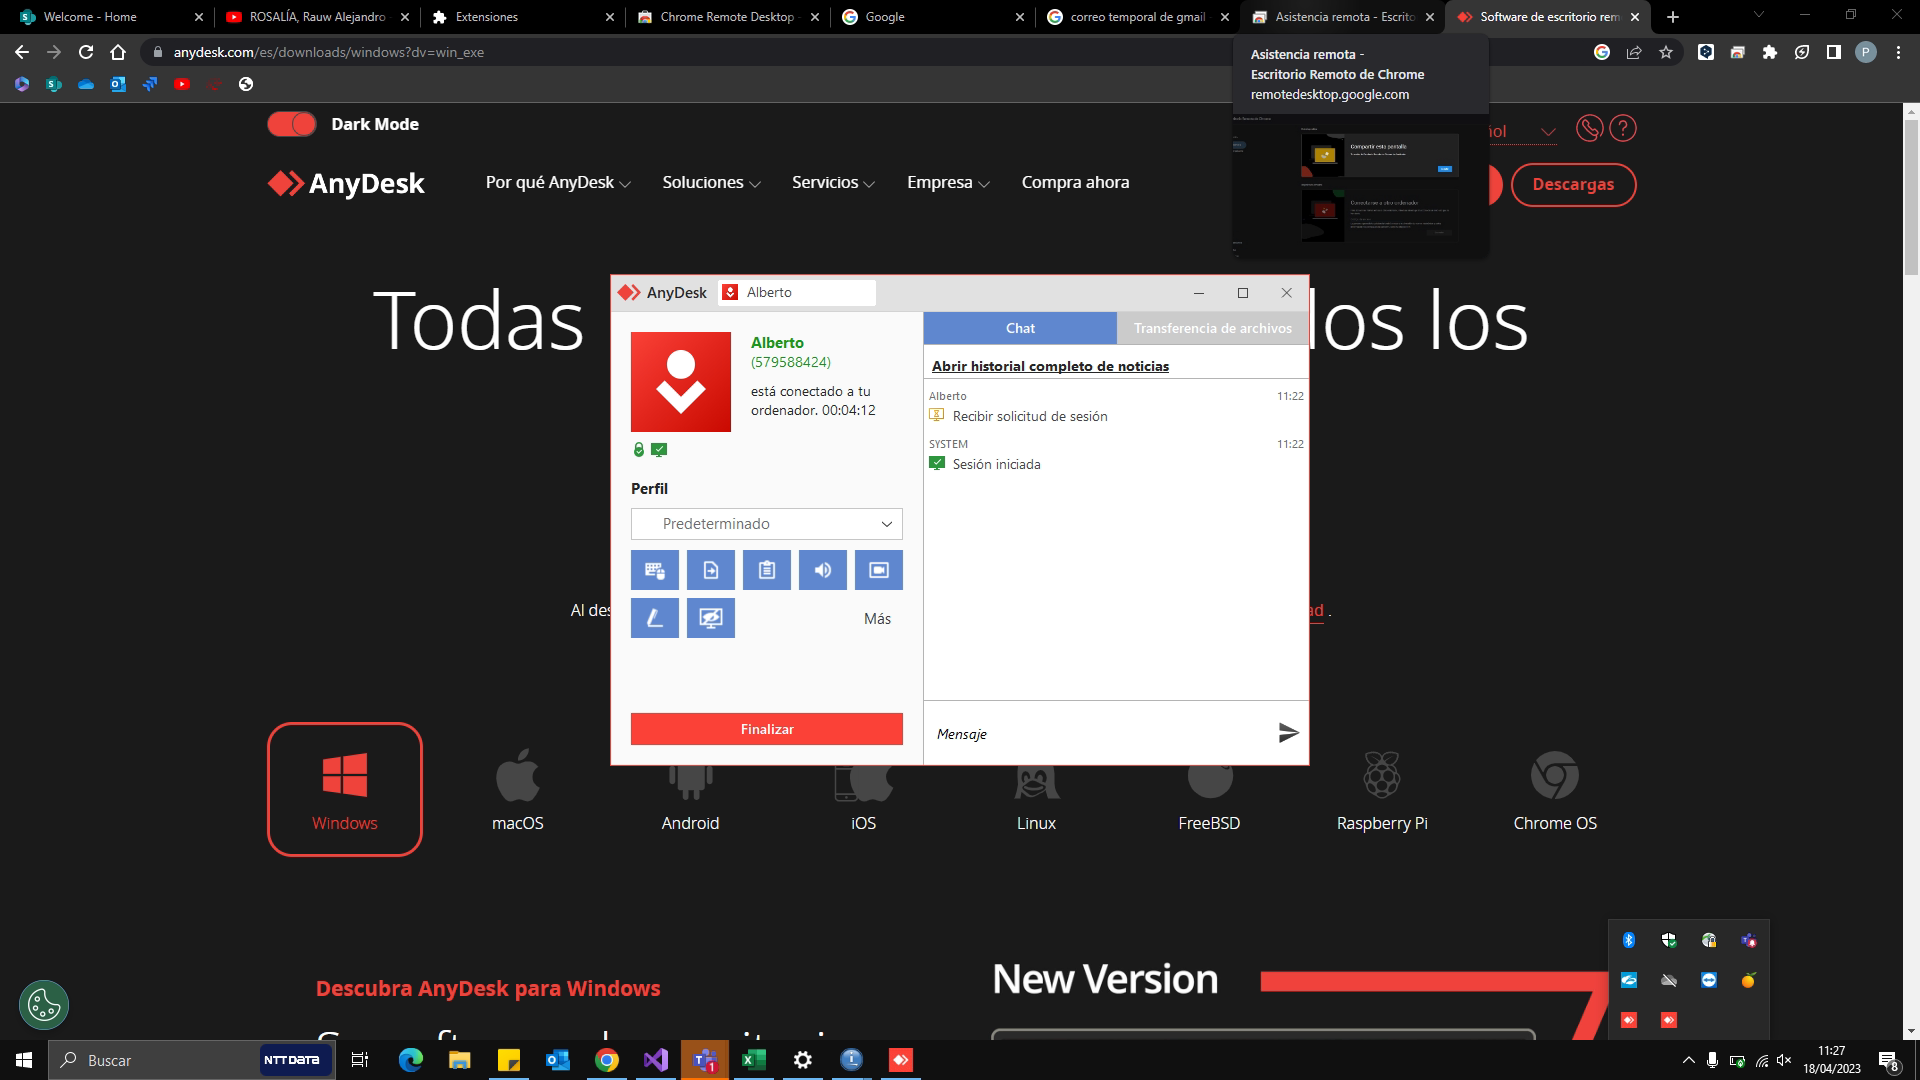 Welcome - Home
ROSALÍA, Rauw Alejandro
Extensiones
Chrome Remote Desktop -
Google
correo temporal de gmail
Asistencia remota - Escrito
Software de escritorio rem
anydesk.com/es/downloads/windows?dv=win_exe
P
Asistencia remota -
Escritorio Remoto de Chrome
remotedesktop.google.com
Compartir esta pantalla
Dark Mode
ñol
AnyDesk
Por qué AnyDesk
Soluciones
Servicios
Empresa
Compra ahora
Descargas
Todas
los los
AnyDesk
Alberto
Alberto
(579588424)
está conectado a tu
ordenador. 00:04:12
Perfil
Predeterminado
Más
Finalizar
Chat
Transferencia de archivos
Abrir historial completo de noticias
Alberto 11:22
Recibir solicitud de sesión
SYSTEM 11:22
Sesión iniciada
Mensaje
Al des
ad .
Windows
macOS
Android
iOS
Linux
FreeBSD
Raspberry Pi
Chrome OS
Descubra AnyDesk para Windows
New Version
Buscar
NTT DATA
1
11:27
18/04/2023
8